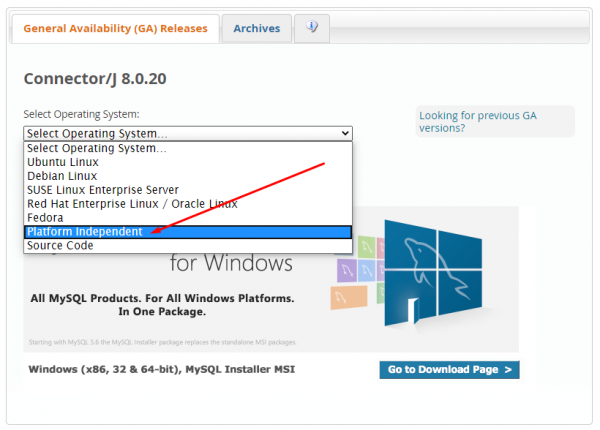 General Availability (GA) Releases
Archives
Connector/J 8.0.20
Select Operating System:
Looking for previous GA
versions?
Select Operating System...
Select Operating System...
Ubuntu Linux
Debian Linux
SUSE Linux Enterprise Server
Red Hat Enterprise Linux / Oracle Linux
Fedora
Platform Independent
Source Code
for Windows
All MySQL Products. For All Windows Platforms.
In One Package.
Starting with MySQL 5.6 the MySQL Installer package replaces the standalone MSI packages
Windows (x86, 32 & 64-bit), MySQL Installer MSI
Go to Download Page >